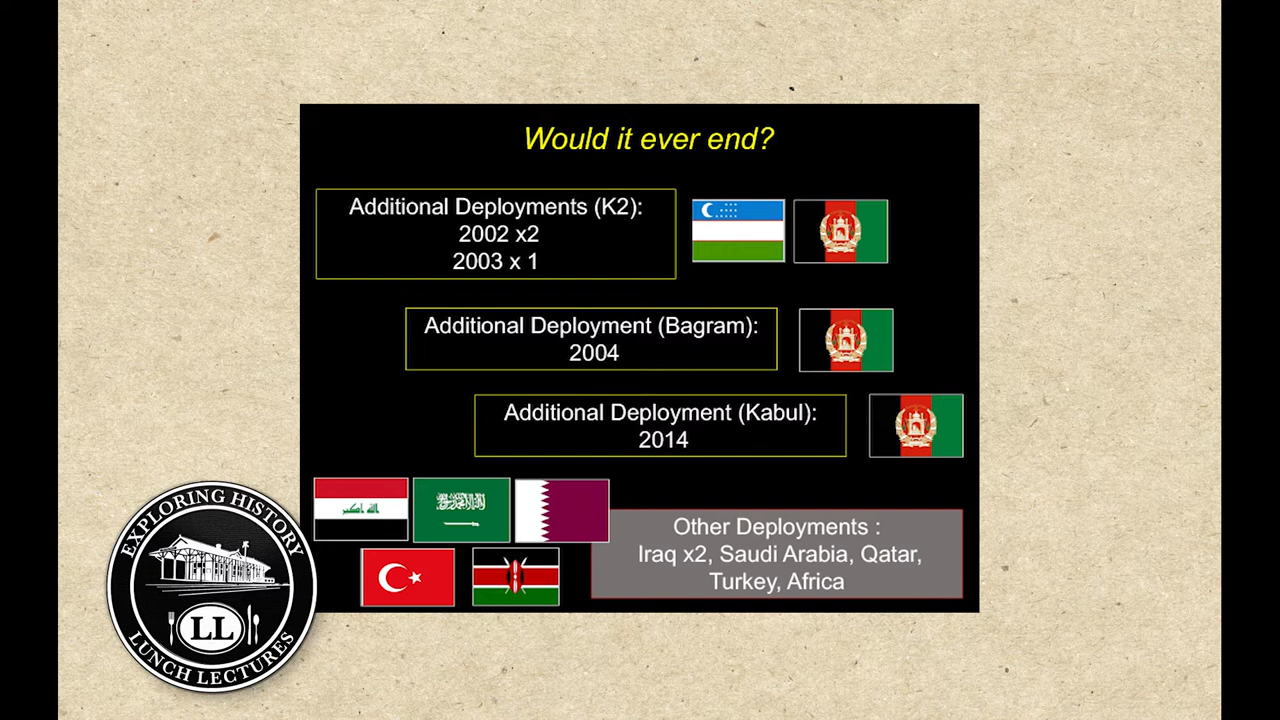 Would it ever end?
Additional Deployments (K2):
2002 x2
2003 x 1
Additional Deployment (Bagram):
2004
Additional Deployment (Kabul):
2014
Other Deployments :
Iraq x2, Saudi Arabia, Qatar,
Turkey, Africa
EXPLORING HISTORY
LL
LUNCH LECTURES